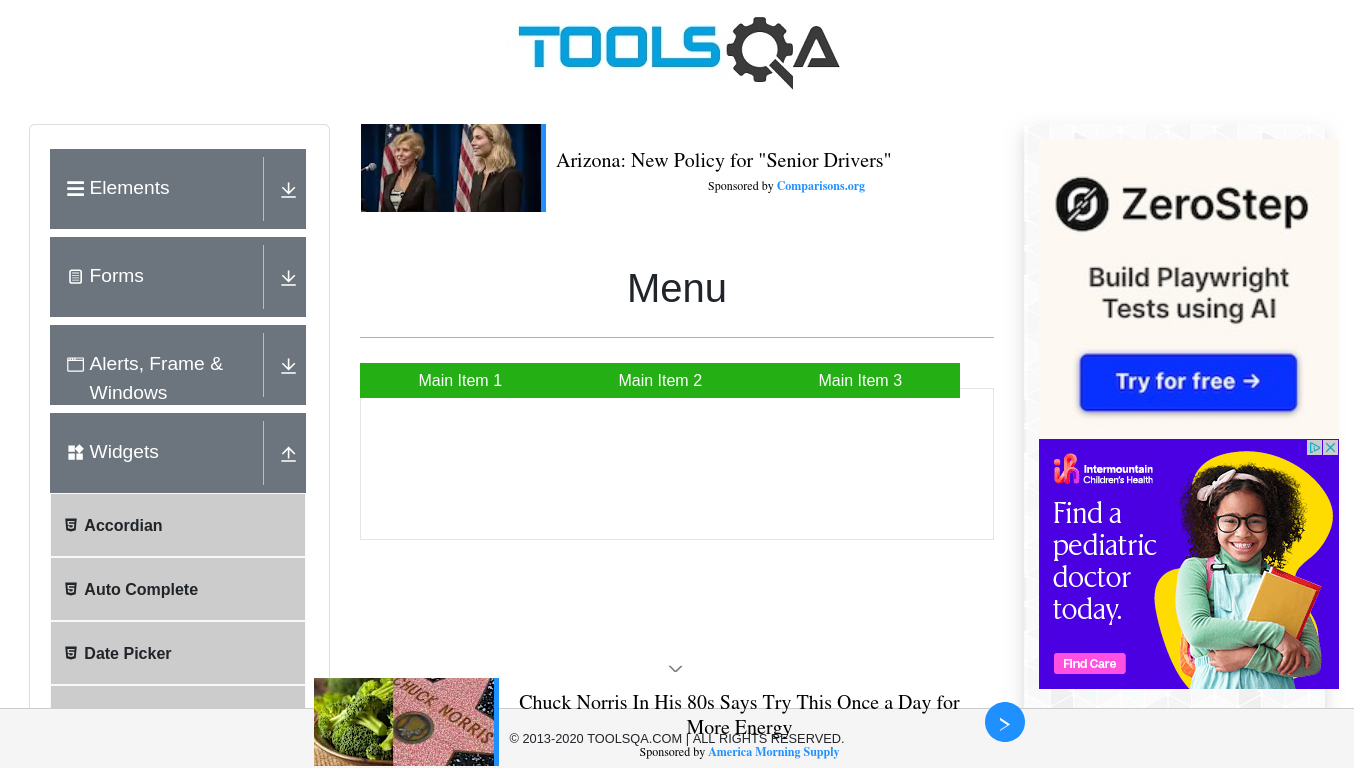 TOOLSQA
Elements
Forms
Alerts, Frame &
Windows
Widgets
Accordian
Auto Complete
Date Picker
Arizona: New Policy for "Senior Drivers"
Sponsored by Comparisons.org
Menu
Main Item 1
Main Item 2
Main Item 3
ZeroStep
Build Playwright
Tests using AI
Try for free →
Intermountain
Children's Health
Find a
pediatric
doctor
today.
Find Care
CHUCK NORRIS
Chuck Norris In His 80s Says Try This Once a Day for
More Energy
© 2013-2020 TOOLSQA.COM | ALL RIGHTS RESERVED.
Sponsored by America Morning Supply